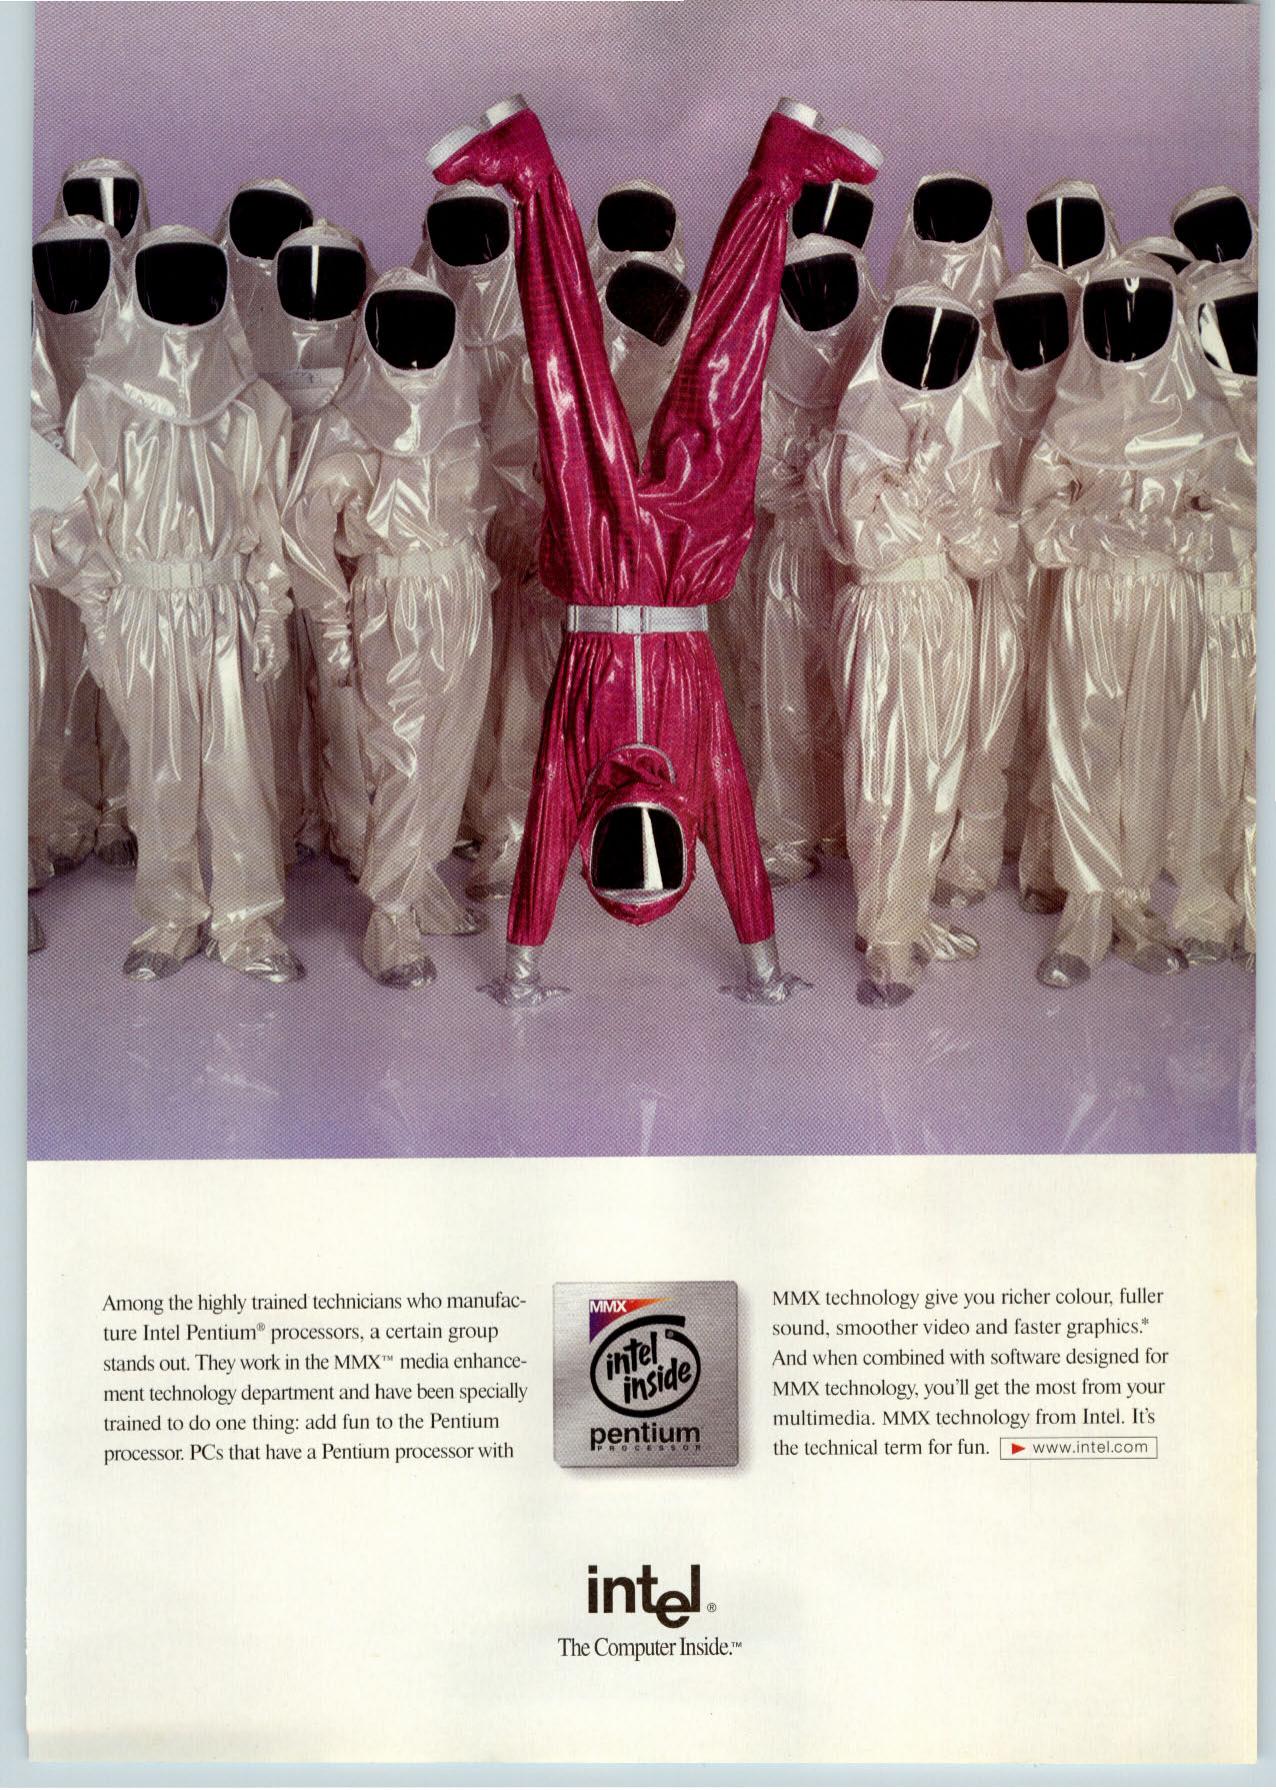 Among the highly trained technicians who manufac-
ture Intel Pentium® processors, a certain group
stands out. They work in the MMX™ media enhance-
ment technology department and have been specially
trained to do one thing: add fun to the Pentium
processor. PCs that have a Pentium processor with
MMX
intel
inside
pentium
PROCESSOR
MMX technology give you richer colour, fuller
sound, smoother video and faster graphics.*
And when combined with software designed for
MMX technology, you'll get the most from your
multimedia. MMX technology from Intel. It's
the technical term for fun. ▶ www.intel.com
intel®
The Computer Inside.™